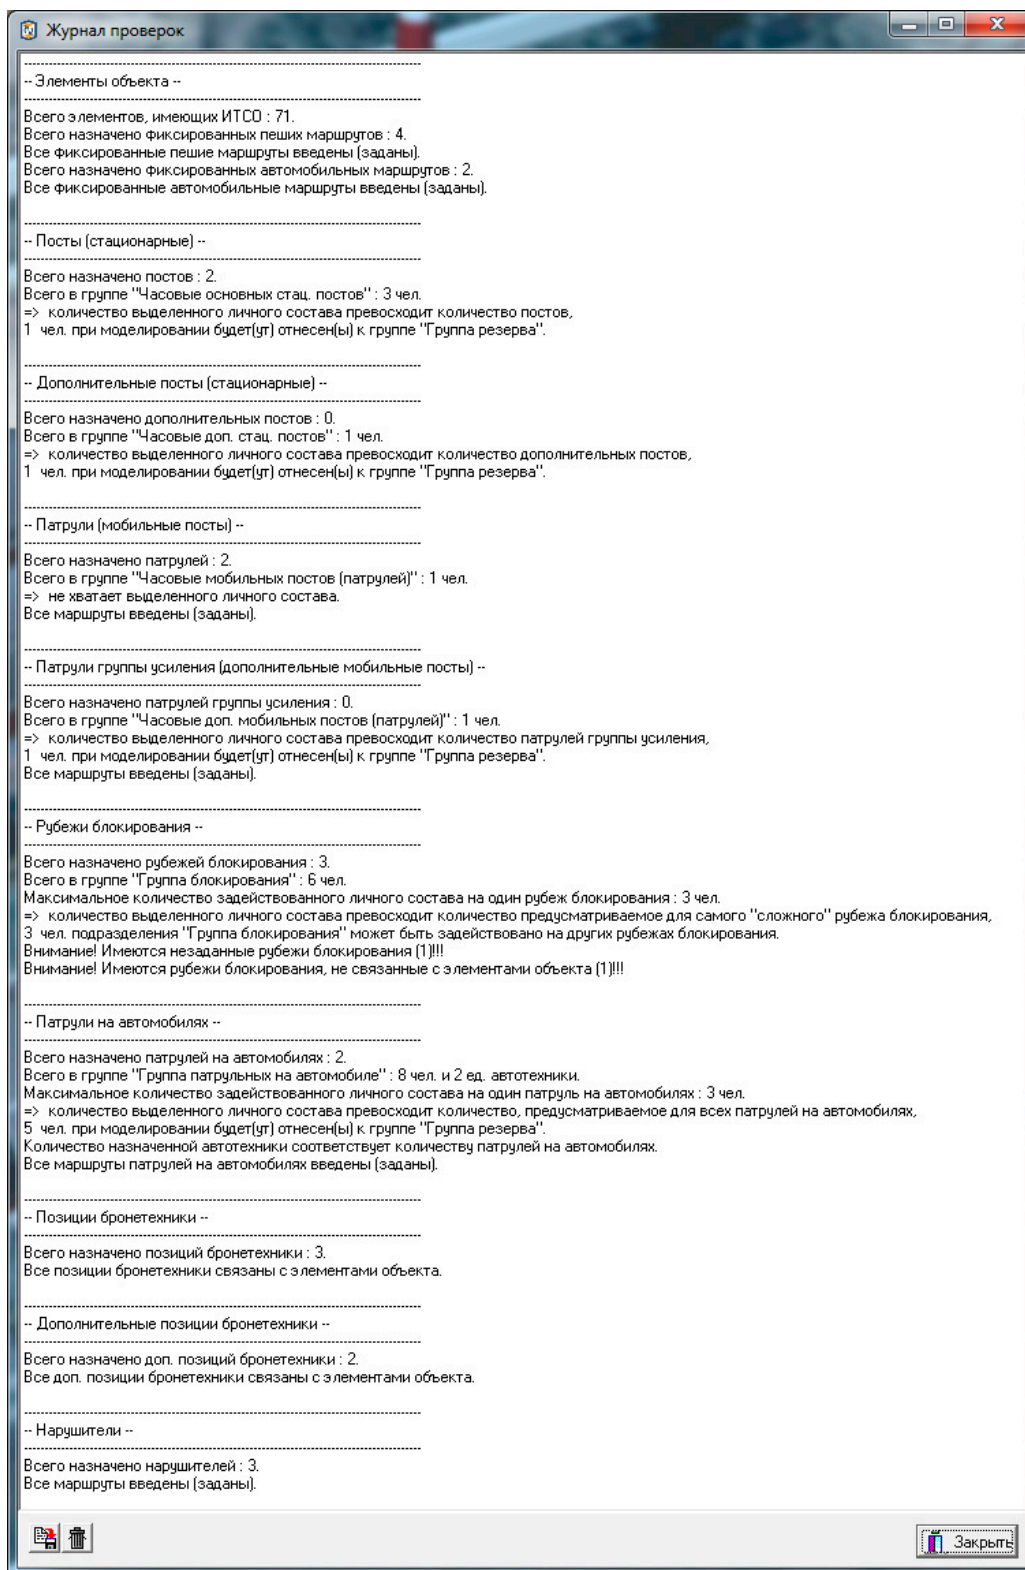 Журнал проверок
-- Элементы объекта --
Всего элементов, имеющих ИТСО : 71.
Всего назначено фиксированных пеших маршрутов : 4.
Все фиксированные пешие маршруты введены (заданы).
Всего назначено фиксированных автомобильных маршрутов : 2.
Все фиксированные автомобильные маршруты введены (заданы).
-- Посты (стационарные) --
Всего назначено постов : 2.
Всего в группе "Часовые основных стац. постов" : 3 чел.
=> количество выделенного личного состава превосходит количество постов,
1 чел. при моделировании будет(ут) отнесен(ы) к группе "Группа резерва".
-- Дополнительные посты (стационарные) --
Всего назначено дополнительных постов : 0.
Всего в группе "Часовые доп. стац. постов" : 1 чел.
=> количество выделенного личного состава превосходит количество дополнительных постов,
1 чел. при моделировании будет(ут) отнесен(ы) к группе "Группа резерва".
-- Патрули (мобильные посты) --
Всего назначено патрулей : 2.
Всего в группе "Часовые мобильных постов (патрулей)" : 1 чел.
=> не хватает выделенного личного состава.
Все маршруты введены (заданы).
-- Патрули группы усиления (дополнительные мобильные посты) --
Всего назначено патрулей группы усиления : 0.
Всего в группе "Часовые доп. мобильных постов (патрулей)" : 1 чел.
=> количество выделенного личного состава превосходит количество патрулей группы усиления,
1 чел. при моделировании будет(ут) отнесен(ы) к группе "Группа резерва".
Все маршруты введены (заданы).
-- Рубежи блокирования --
Всего назначено рубежей блокирования : 3.
Всего в группе "Группа блокирования" : 6 чел.
Максимальное количество задействованного личного состава на один рубеж блокирования : 3 чел.
=> количество выделенного личного состава превосходит количество предусматриваемое для самого "сложного" рубежа блокирования,
3 чел. подразделения "Группа блокирования" может быть задействовано на других рубежах блокирования.
Внимание! Имеются незаданные рубежи блокирования (1)!!!
Внимание! Имеются рубежи блокирования, не связанные с элементами объекта (1)!!!
-- Патрули на автомобилях --
Всего назначено патрулей на автомобилях : 2.
Всего в группе "Группа патрульных на автомобиле" : 8 чел. и 2 ед. автотехники.
Максимальное количество задействованного личного состава на один патруль на автомобилях : 3 чел.
=> количество выделенного личного состава превосходит количество, предусматриваемое для всех патрулей на автомобилях,
5 чел. при моделировании будет(ут) отнесен(ы) к группе "Группа резерва".
Количество назначенной автотехники соответствует количеству патрулей на автомобилях.
Все маршруты патрулей на автомобилях введены (заданы).
-- Позиции бронетехники --
Всего назначено позиций бронетехники : 3.
Все позиции бронетехники связаны с элементами объекта.
-- Дополнительные позиции бронетехники --
Всего назначено доп. позиций бронетехники : 2.
Все доп. позиции бронетехники связаны с элементами объекта.
-- Нарушители --
Всего назначено нарушителей : 3.
Все маршруты введены (заданы).
Закрыть